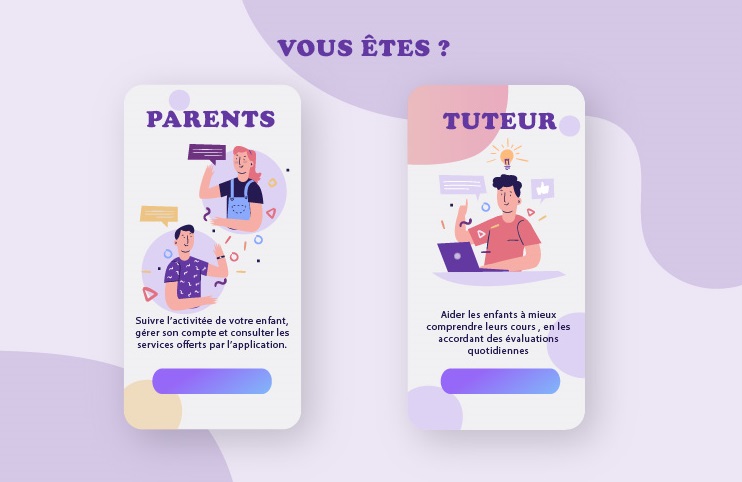 VOUS ÊTES ?
PARENTS
Suivre l'activitée de votre enfant,
gérer son compte et consulter les
services offerts par l'application.
TUTEUR
Aider les enfants à mieux
comprendre leurs cours , en les
accordant des évaluations
quotidiennes